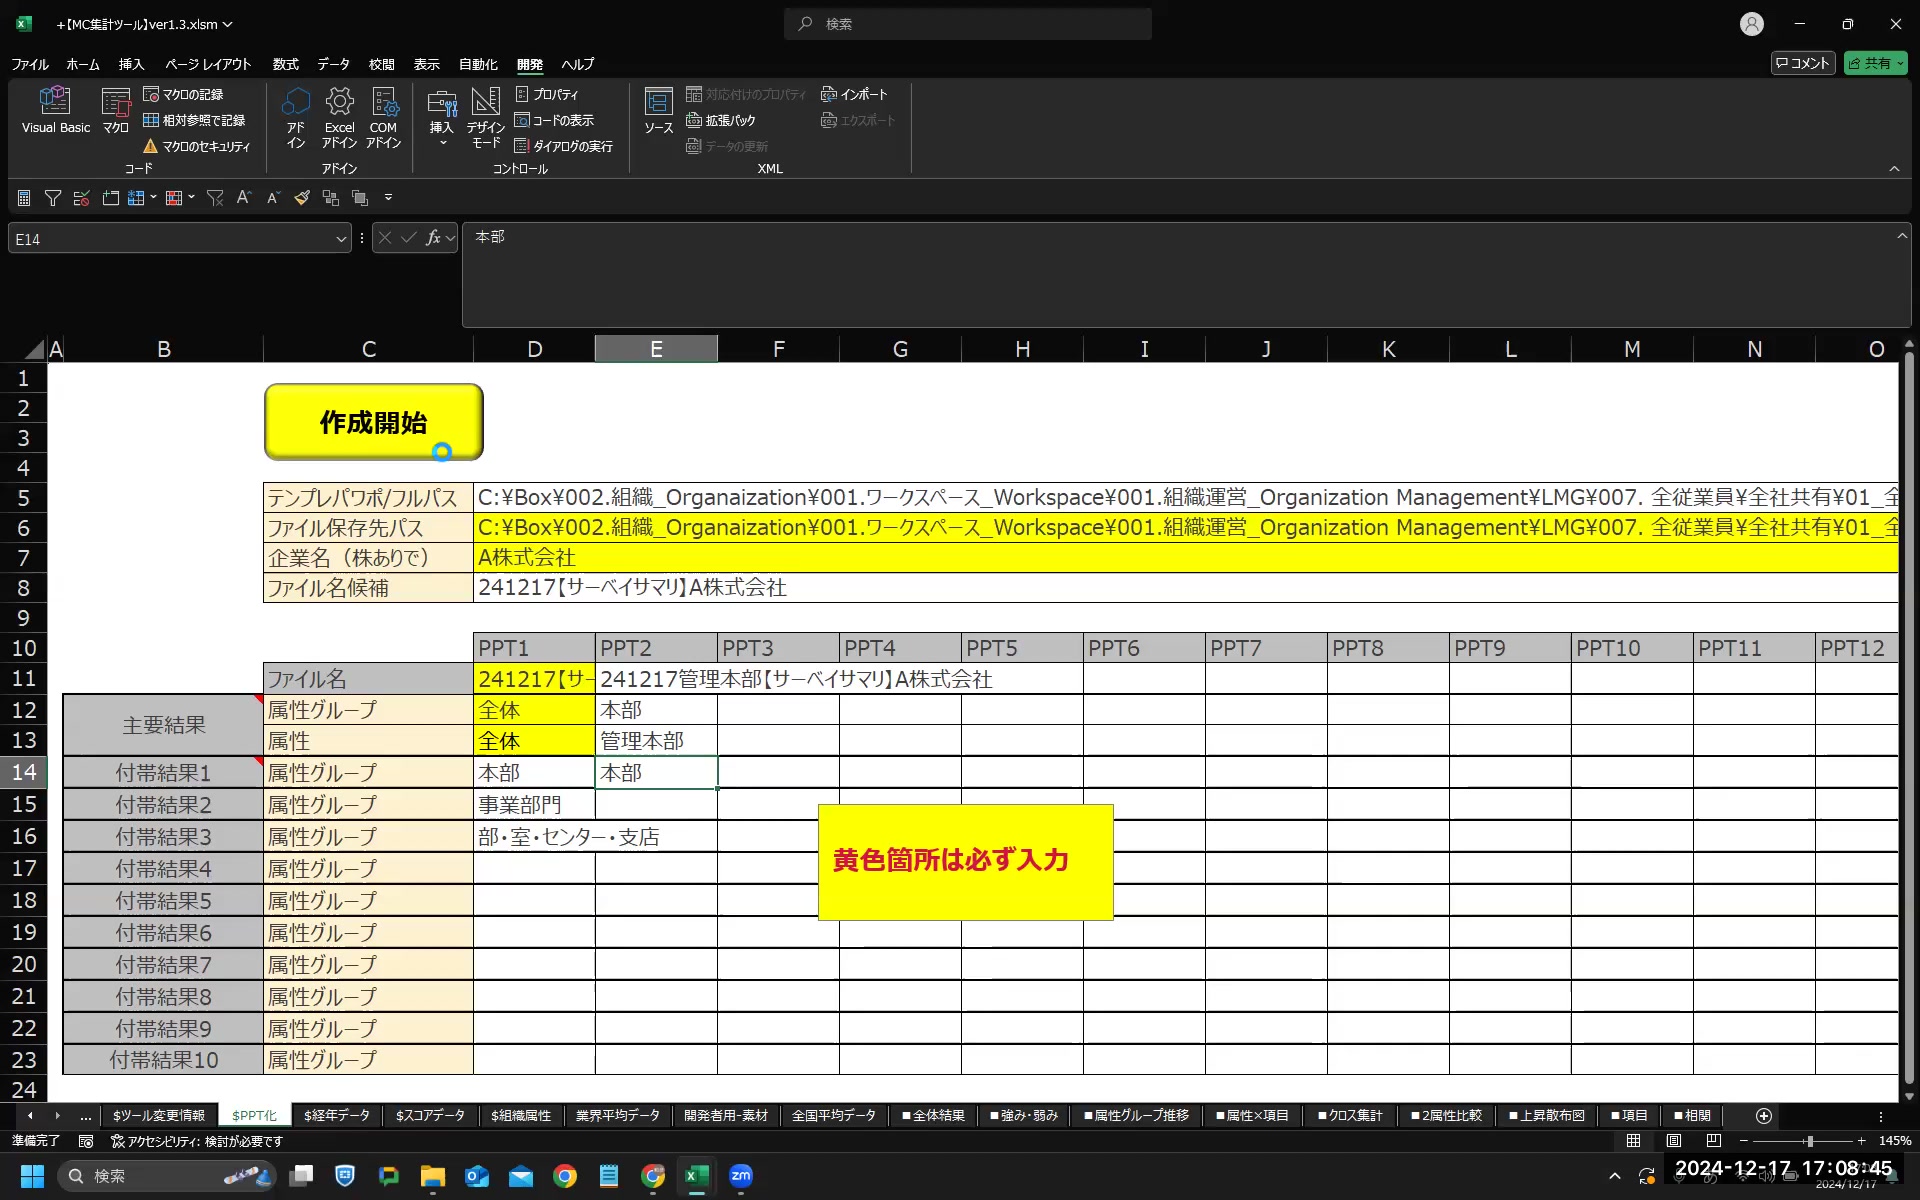 +【MC集計ツール】ver1.3.xlsm
検索
ファイル ホーム 挿入 ページ レイアウト 数式 データ 校閲 表示 自動化 開発 ヘルプ
コメント 共有
Visual Basic
マクロ
マクロの記録
相対参照で記録
マクロのセキュリティ
コード
アド
イン
Excel
アドイン
COM
アドイン
アドイン
挿入
デザイン
モード
プロパティ
コードの表示
ダイアログの実行
コントロール
ソース
対応付けのプロパティ
拡張パック
データの更新
インポート
エクスポート
XML
E14
fx
本部
A B C D E F G H I J K L M N O
1
2
3
作成開始
4
5 テンプレパワポ/フルパス C:¥Box¥002.組織_Organaization¥001.ワークスペース_Workspace¥001.組織運営_Organization Management¥LMG¥007. 全従業員¥全社共有¥01_全
6 ファイル保存先パス C:¥Box¥002.組織_Organaization¥001.ワークスペース_Workspace¥001.組織運営_Organization Management¥LMG¥007. 全従業員¥全社共有¥01_全
7 企業名（株ありで） A株式会社
8 ファイル名候補 241217【サーベイサマリ】A株式会社
9
10 PPT1 PPT2 PPT3 PPT4 PPT5 PPT6 PPT7 PPT8 PPT9 PPT10 PPT11 PPT12
11 ファイル名 241217【サー 241217管理本部【サーベイサマリ】A株式会社
12 主要結果 属性グループ 全体 本部
13 属性 全体 管理本部
14 付帯結果1 属性グループ 本部 本部
15 付帯結果2 属性グループ 事業部門
16 付帯結果3 属性グループ 部・室・センター・支店
黄色箇所は必ず入力
17 付帯結果4 属性グループ
18 付帯結果5 属性グループ
19 付帯結果6 属性グループ
20 付帯結果7 属性グループ
21 付帯結果8 属性グループ
22 付帯結果9 属性グループ
23 付帯結果10 属性グループ
24
... $ツール変更情報 $PPT化 $経年データ $スコアデータ $組織属性 業界平均データ 開発者用-素材 全国平均データ ■全体結果 ■強み・弱み ■属性グループ推移 ■属性×項目 ■クロス集計 ■2属性比較 ■上昇散布図 ■項目 ■相関
準備完了 アクセシビリティ: 検討が必要です 145%
検索
zm
2024-12-17 17:08:45
2024/12/17